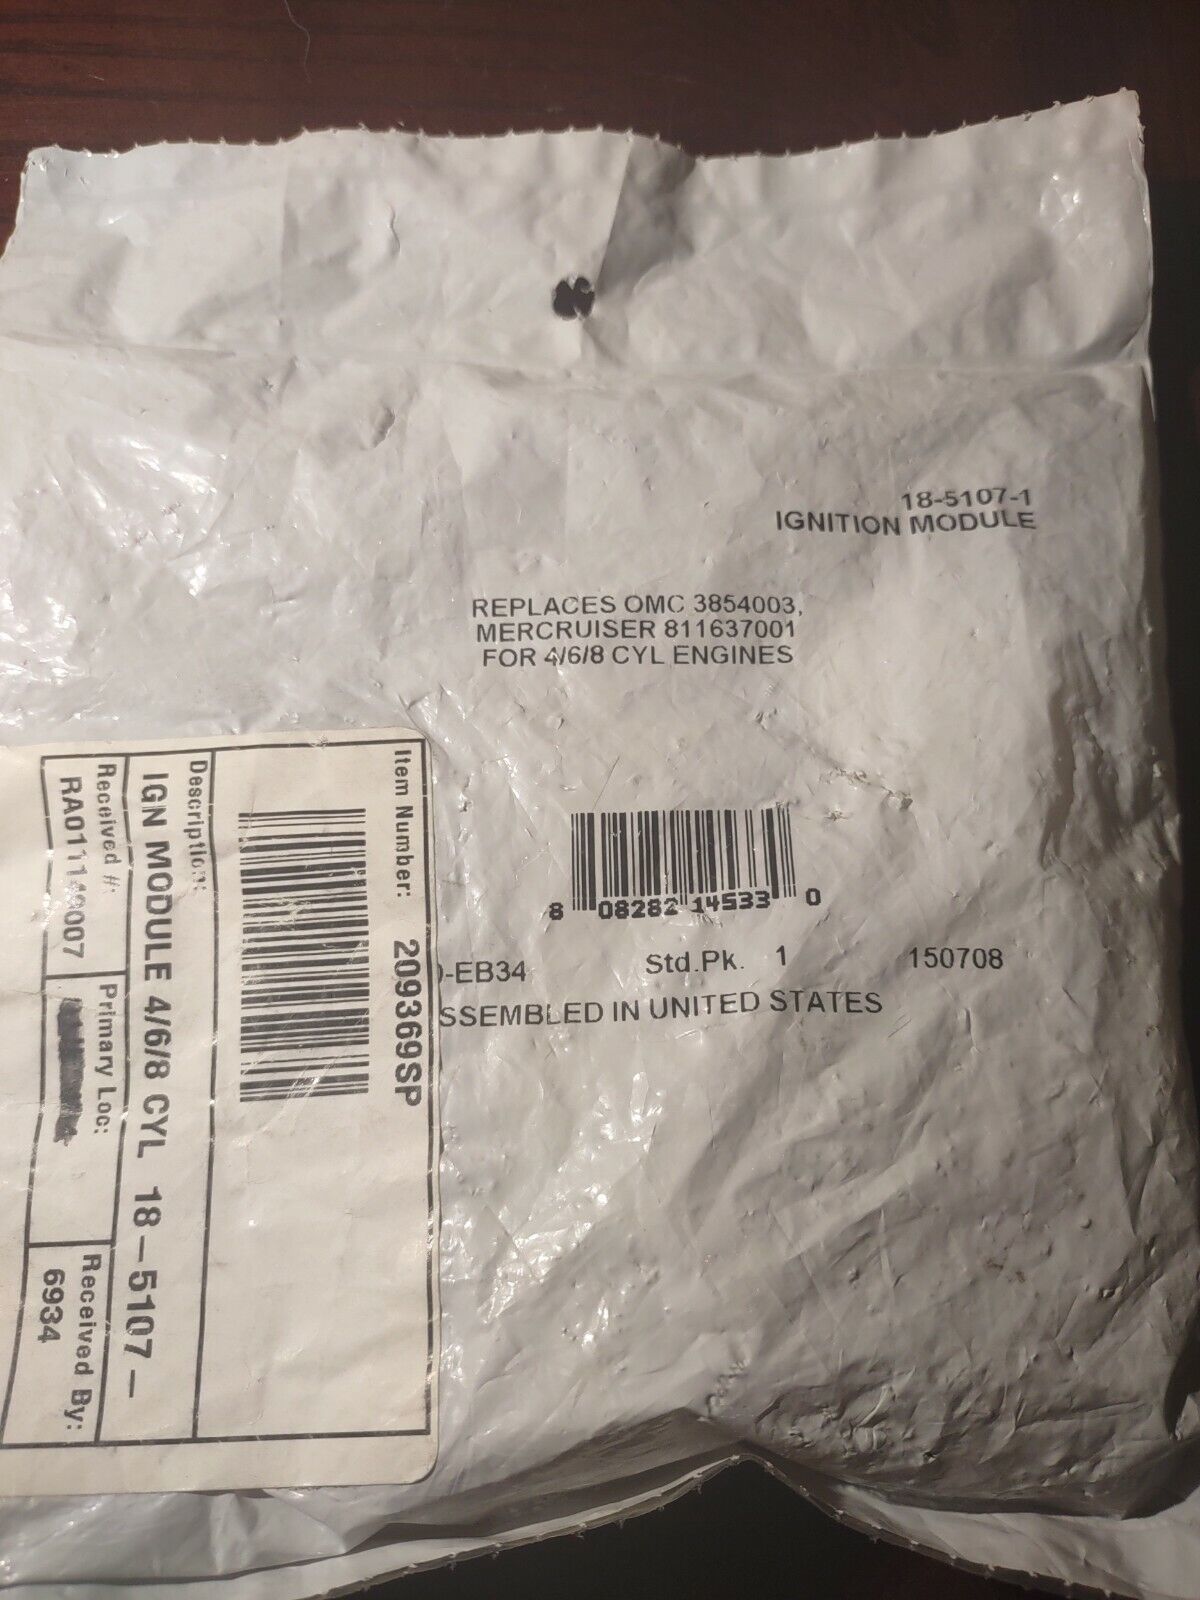 18-5107-1
IGNITION MODULE
REPLACES OMC 3854003,
MERCRUISER 811637001
FOR 4/6/8 CYL ENGINES
8 08282 14533 0
-EB34 Std.Pk. 1 150708
SSEMBLED IN UNITED STATES
Item Number: 209369SP
Description:
IGN MODULE 4/6/8 CYL 18-5107-
Received #: Primary Loc: Received By:
6934